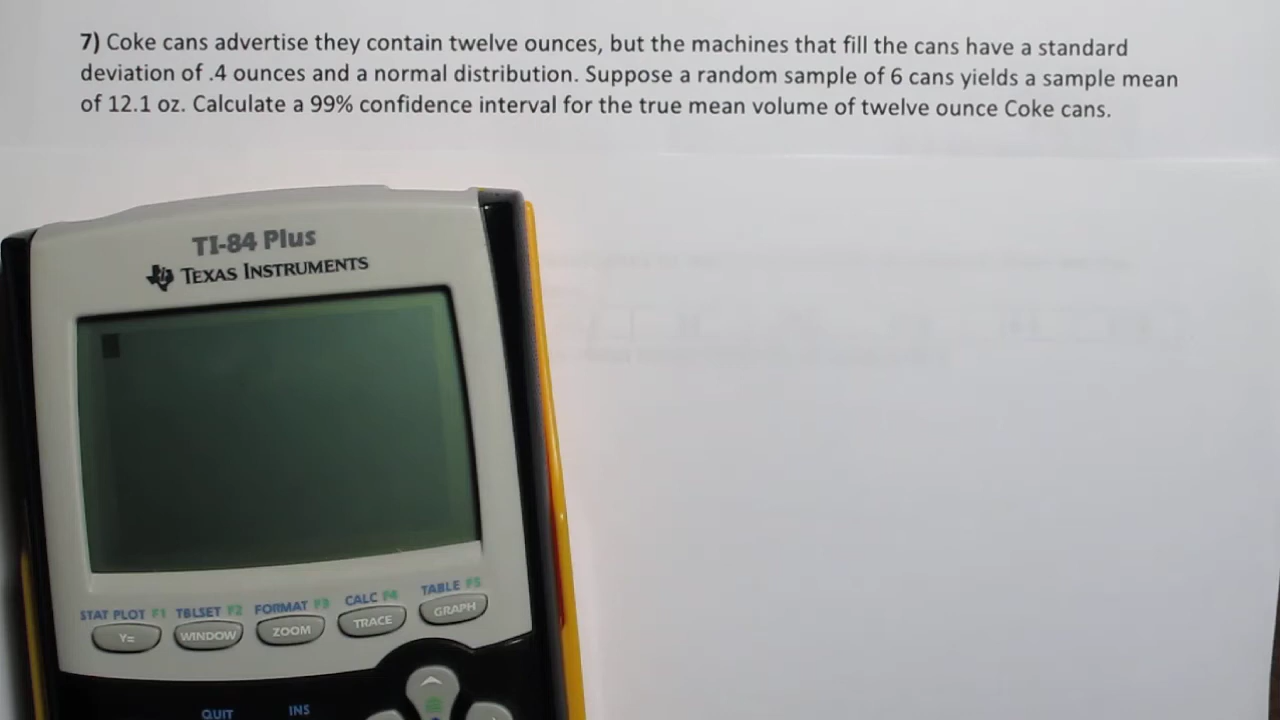 7) Coke cans advertise they contain twelve ounces, but the machines that fill the cans have a standard
deviation of .4 ounces and a normal distribution. Suppose a random sample of 6 cans yields a sample mean
of 12.1 oz. Calculate a 99% confidence interval for the true mean volume of twelve ounce Coke cans.
TI-84 Plus
TEXAS INSTRUMENTS
STAT PLOT F1 TBLSET F2 FORMAT F3 CALC F4 TABLE F5
Y= WINDOW ZOOM TRACE GRAPH
QUIT INS